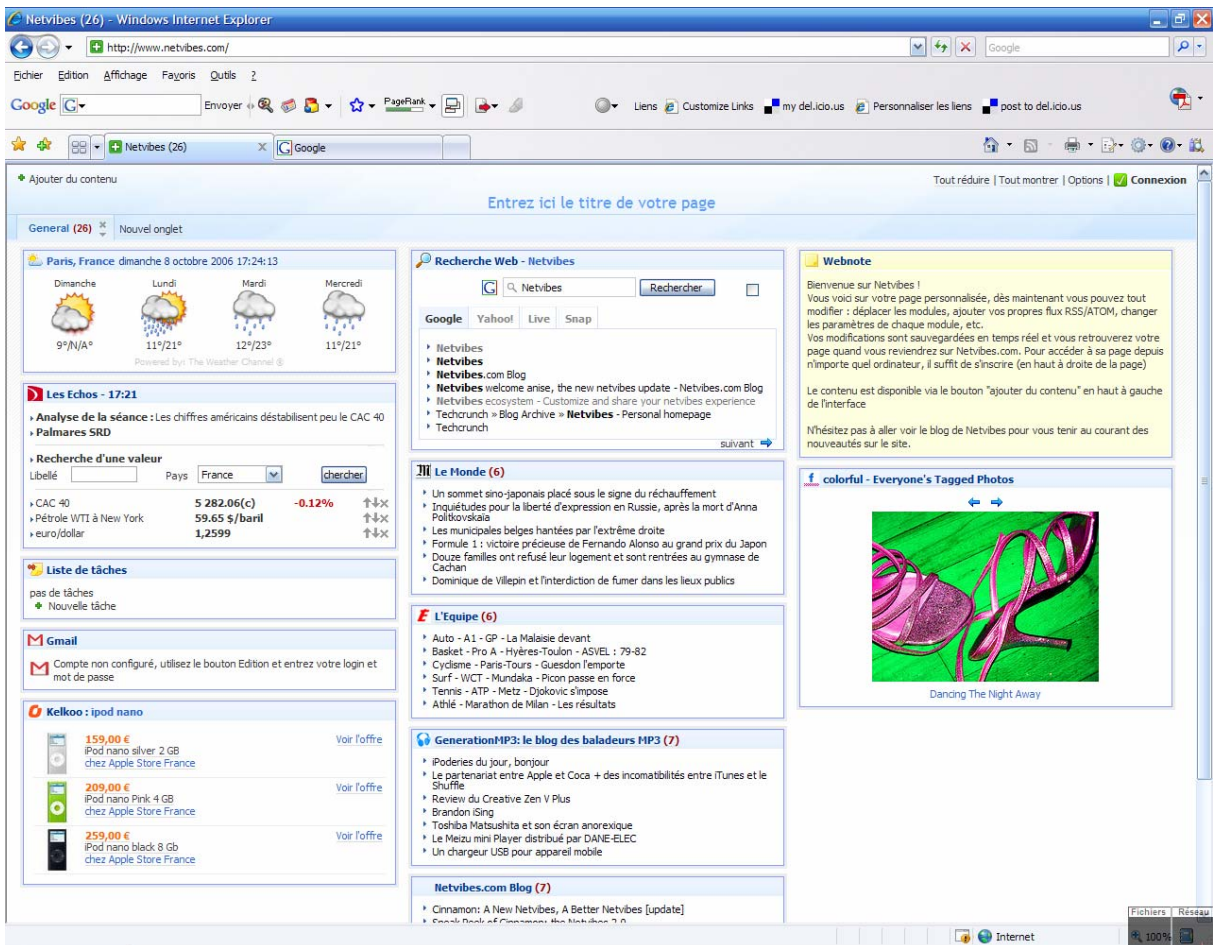 Netvibes (26) - Windows Internet Explorer
http://www.netvibes.com/
Google
Fichier Edition Affichage Favoris Outils ?
Google G Envoyer PageRank Liens Customize Links my del.icio.us Personnaliser les liens post to del.icio.us
Netvibes (26) X Google
Ajouter du contenu
Tout réduire | Tout montrer | Options | Connexion
Entrez ici le titre de votre page
General (26) Nouvel onglet
Paris, France dimanche 8 octobre 2006 17:24:13
Dimanche Lundi Mardi Mercredi
9°/N/A° 11°/21° 12°/23° 11°/21°
Powered by: The Weather Channel ®
Les Echos - 17:21
Analyse de la séance : Les chiffres américains déstabilisent peu le CAC 40
Palmares SRD
Recherche d'une valeur
Libellé Pays France chercher
CAC 40 5 282.06(c) -0.12%
Pétrole WTI à New York 59.65 $/baril
euro/dollar 1,2599
Liste de tâches
pas de tâches
Nouvelle tâche
Gmail
Compte non configuré, utilisez le bouton Edition et entrez votre login et
mot de passe
Kelkoo : ipod nano
159,00 € Voir l'offre
iPod nano silver 2 GB
chez Apple Store France
209,00 € Voir l'offre
iPod nano Pink 4 GB
chez Apple Store France
259,00 € Voir l'offre
iPod nano black 8 Gb
chez Apple Store France
Recherche Web - Netvibes
G Netvibes Rechercher
Google Yahoo! Live Snap
Netvibes
Netvibes
Netvibes.com Blog
Netvibes welcome anise, the new netvibes update - Netvibes.com Blog
Netvibes ecosystem - Customize and share your netvibes experience
Techcrunch » Blog Archive » Netvibes - Personal homepage
Techcrunch
suivant
Le Monde (6)
Un sommet sino-japonais placé sous le signe du réchauffement
Inquiétudes pour la liberté d'expression en Russie, après la mort d'Anna
Politkovskaïa
Les municipales belges hantées par l'extrême droite
Formule 1 : victoire précieuse de Fernando Alonso au grand prix du Japon
Douze familles ont refusé leur logement et sont rentrées au gymnase de
Cachan
Dominique de Villepin et l'interdiction de fumer dans les lieux publics
L'Equipe (6)
Auto - A1 - GP - La Malaisie devant
Basket - Pro A - Hyères-Toulon - ASVEL : 79-82
Cyclisme - Paris-Tours - Guesdon l'emporte
Surf - WCT - Mundaka - Picon passe en force
Tennis - ATP - Metz - Djokovic s'impose
Athlé - Marathon de Milan - Les résultats
GenerationMP3: le blog des baladeurs MP3 (7)
iPoderies du jour, bonjour
Le partenariat entre Apple et Coca + des incomatibilités entre iTunes et le
Shuffle
Review du Creative Zen V Plus
Brandon iSing
Toshiba Matsushita et son écran anorexique
Le Meizu mini Player distribué par DANE-ELEC
Un chargeur USB pour appareil mobile
Netvibes.com Blog (7)
Cinnamon: A New Netvibes, A Better Netvibes [update]
Webnote
Bienvenue sur Netvibes !
Vous voici sur votre page personnalisée, dès maintenant vous pouvez tout
modifier : déplacer les modules, ajouter vos propres flux RSS/ATOM, changer
les paramètres de chaque module, etc.
Vos modifications sont sauvegardées en temps réel et vous retrouverez votre
page quand vous reviendrez sur Netvibes.com. Pour accéder à sa page depuis
n'importe quel ordinateur, il suffit de s'inscrire (en haut à droite de la page)
Le contenu est disponible via le bouton "ajouter du contenu" en haut à gauche
de l'interface
N'hésitez pas à aller voir le blog de Netvibes pour vous tenir au courant des
nouveautés sur le site.
colorful - Everyone's Tagged Photos
Dancing The Night Away
Fichiers Réseau
Internet 100%